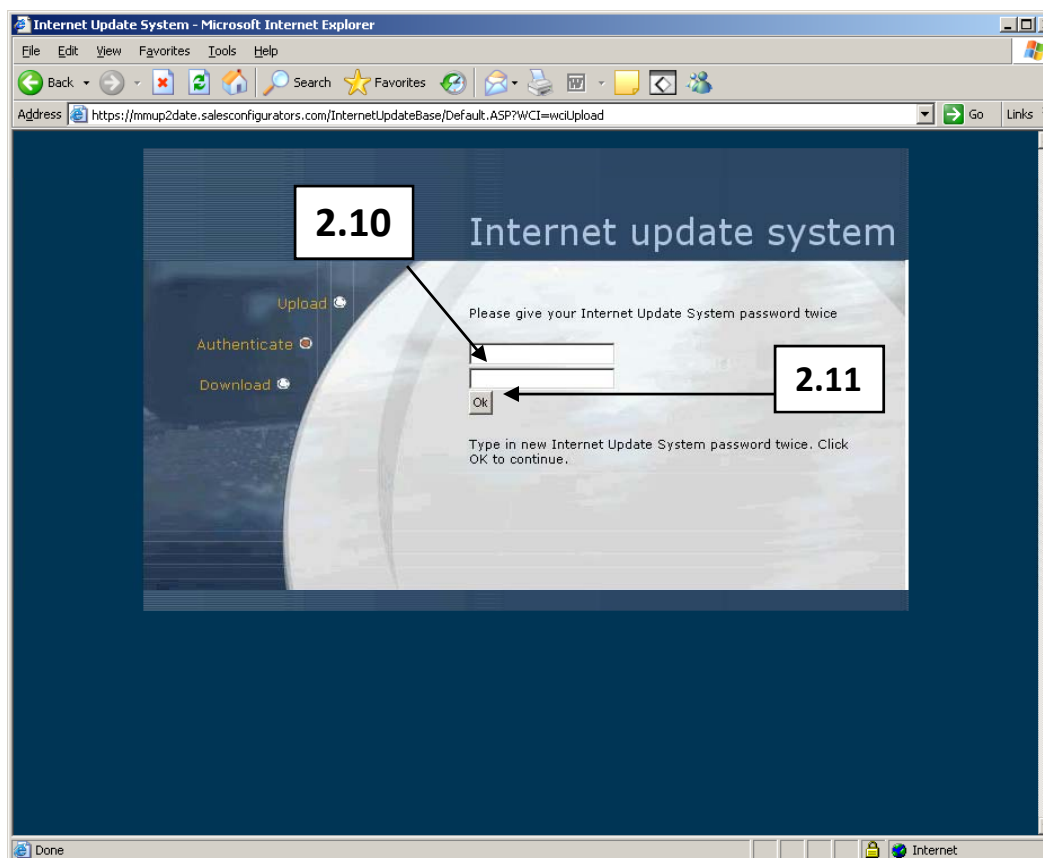 Internet Update System - Microsoft Internet Explorer
File Edit View Favorites Tools Help
Back Search Favorites
Address https://mmup2date.salesconfigurators.com/InternetUpdateBase/Default.ASP?WCI=wciUpload Go Links
2.10
Internet update system
Upload
Please give your Internet Update System password twice
Authenticate
Download
2.11
Ok
Type in new Internet Update System password twice. Click
OK to continue.
Done Internet